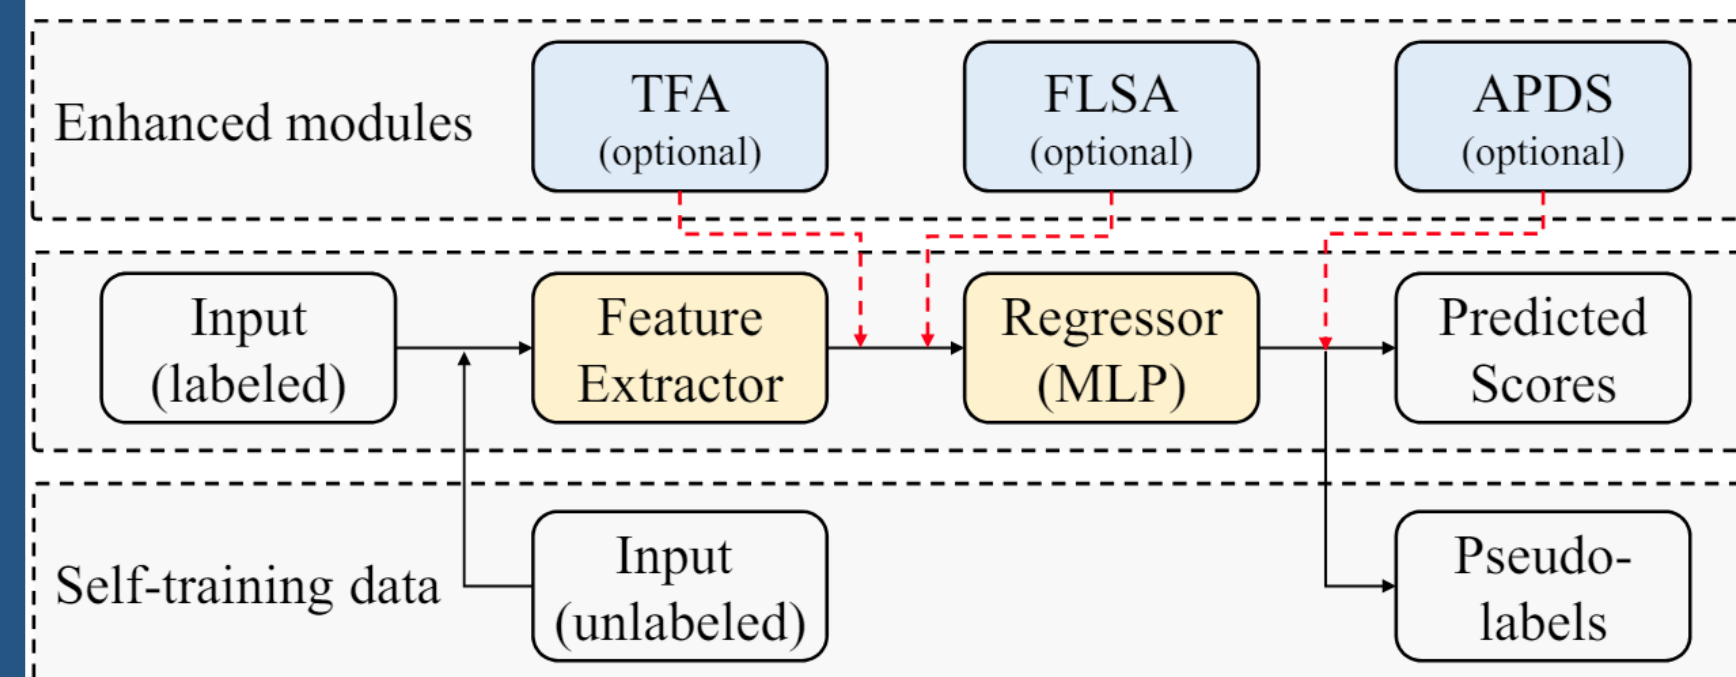 Enhanced modules
TFA
(optional)
FLSA
(optional)
APDS
(optional)
Input
(labeled)
Feature
Extractor
Regressor
(MLP)
Predicted
Scores
Self-training data
Input
(unlabeled)
Pseudo-
labels